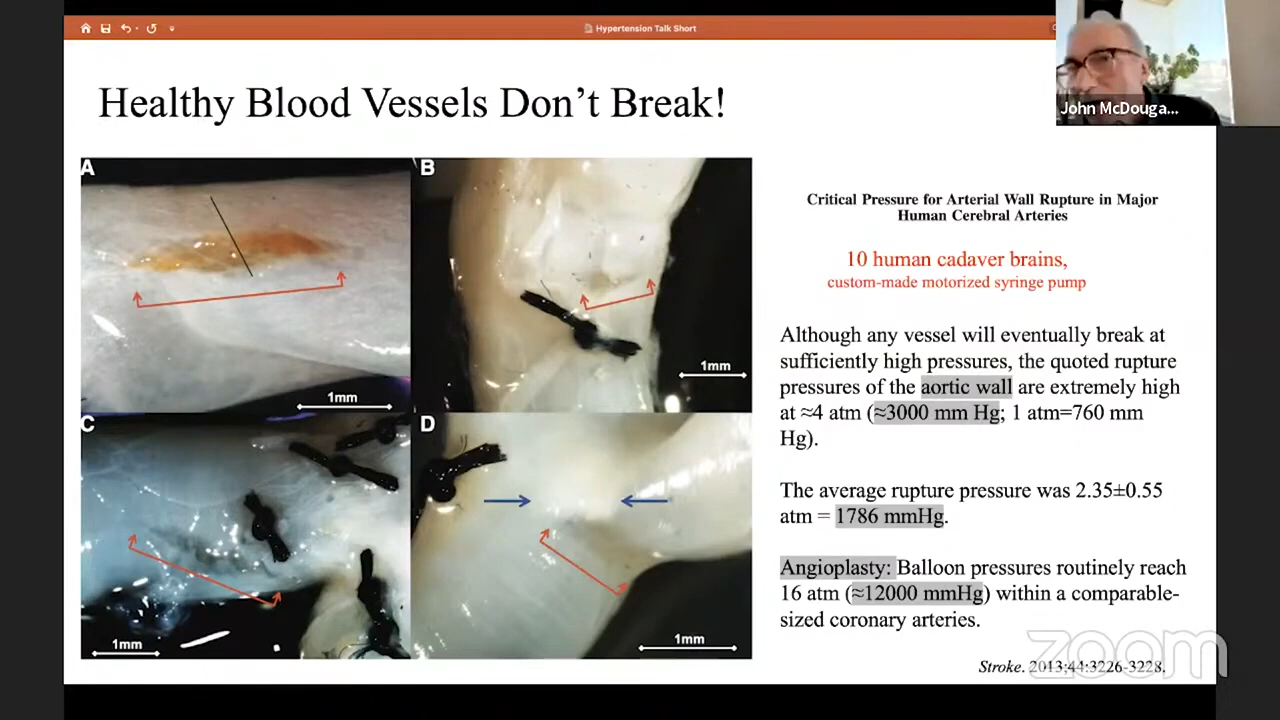 Hypertension Talk Short
John McDouga...
Healthy Blood Vessels Don't Break!
A
1mm
B
1mm
C
1mm
D
1mm
Critical Pressure for Arterial Wall Rupture in Major
Human Cerebral Arteries
10 human cadaver brains,
custom-made motorized syringe pump
Although any vessel will eventually break at
sufficiently high pressures, the quoted rupture
pressures of the aortic wall are extremely high
at ≈4 atm (≈3000 mm Hg; 1 atm=760 mm
Hg).
The average rupture pressure was 2.35±0.55
atm = 1786 mmHg.
Angioplasty: Balloon pressures routinely reach
16 atm (≈12000 mmHg) within a comparable-
sized coronary arteries.
Stroke. 2013;44:3226-3228.
zoom